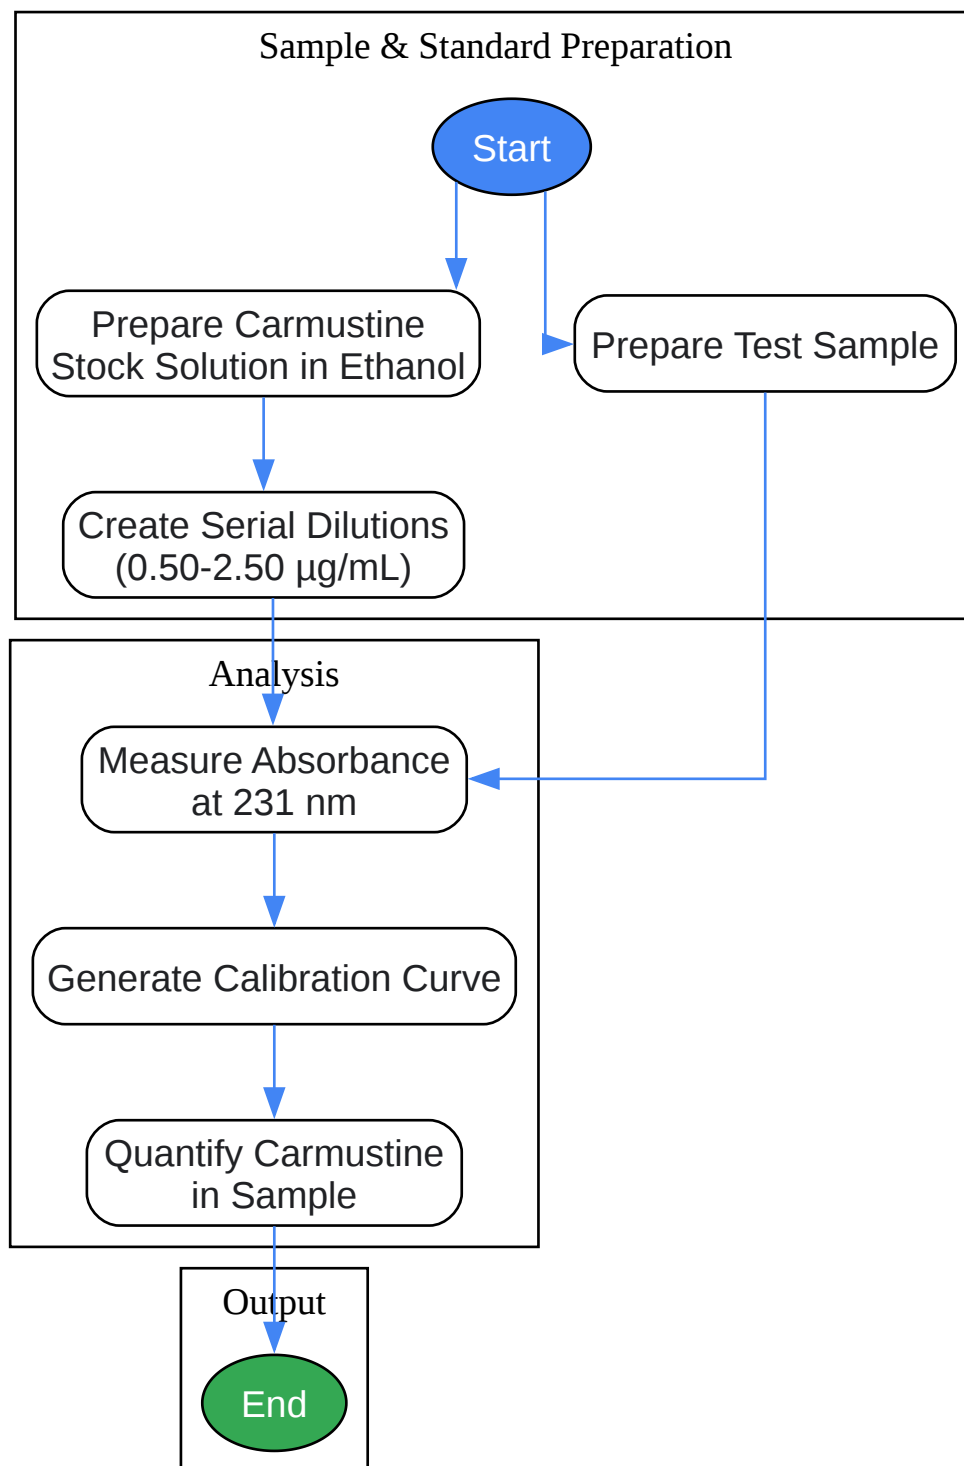 Sample & Standard Preparation
Start
Prepare Carmustine
Stock Solution in Ethanol
Prepare Test Sample
Create Serial Dilutions
(0.50-2.50 µg/mL)
Analysis
Measure Absorbance
at 231 nm
Generate Calibration Curve
Quantify Carmustine
in Sample
Output
End